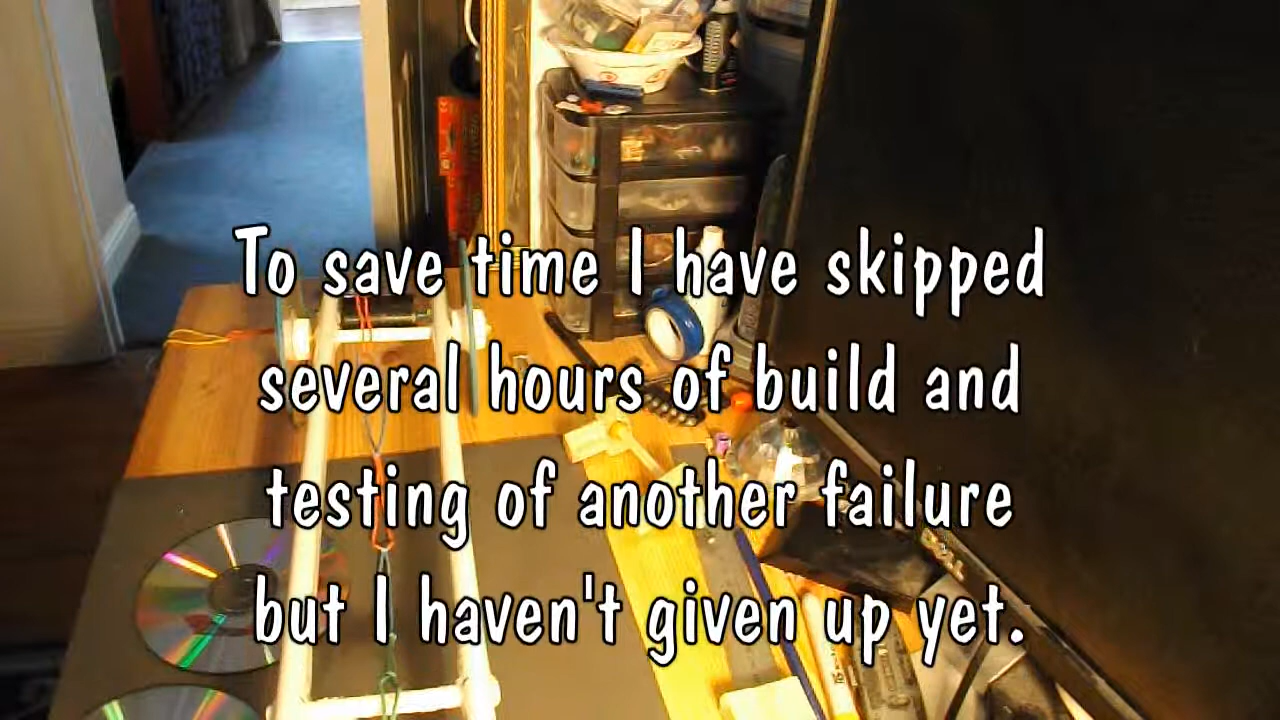 To save time I have skipped
several hours of build and
testing of another failure
but I haven't given up yet.